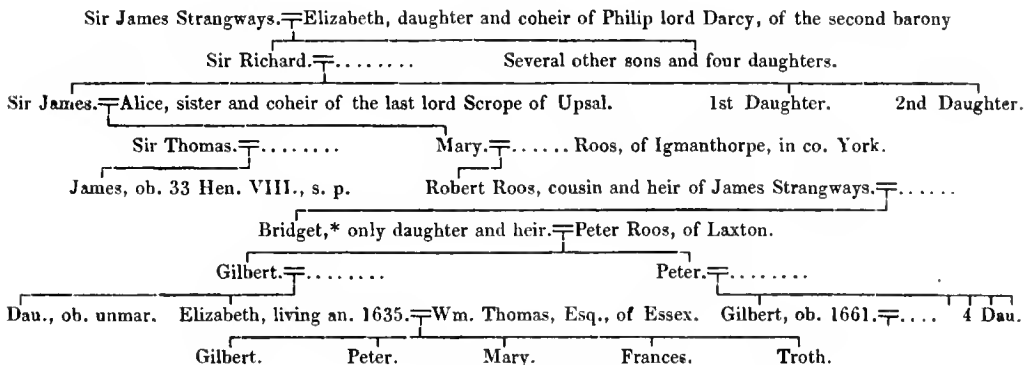 Sir James Strangways.=Elizabeth, daughter and coheir of Philip lord Darcy, of the second barony
Sir Richard.=........ Several other sons and four daughters.
Sir James.=Alice, sister and coheir of the last lord Scrope of Upsal. 1st Daughter. 2nd Daughter.
Sir Thomas.=........ Mary.=...... Roos, of Igmanthorpe, in co. York.
James, ob. 33 Hen. VIII., s. p. Robert Roos, cousin and heir of James Strangways.=......
Bridget,* only daughter and heir.=Peter Roos, of Laxton.
Gilbert.=........ Peter.=........
Dau., ob. unmar. Elizabeth, living an. 1635.=Wm. Thomas, Esq., of Essex. Gilbert, ob. 1661.=.... 4 Dau.
Gilbert. Peter. Mary. Frances. Troth.